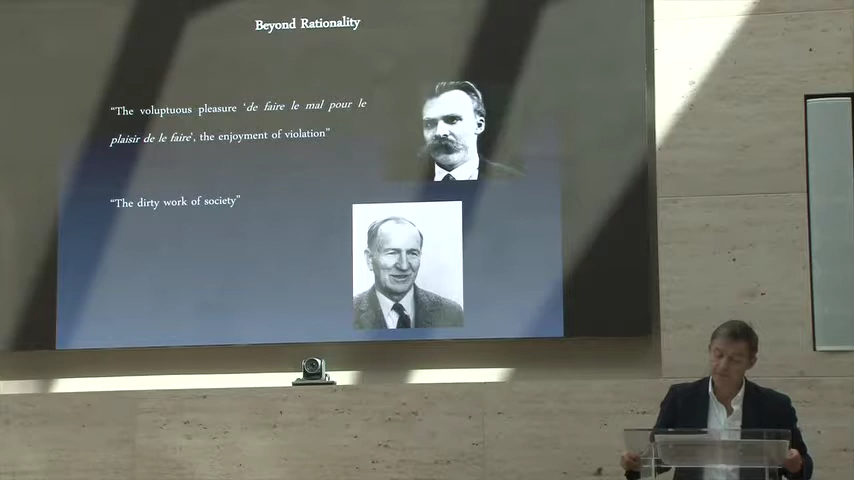 Beyond Rationality
“The voluptuous pleasure ‘de faire le mal pour le
plaisir de le faire’, the enjoyment of violation”
“The dirty work of society”